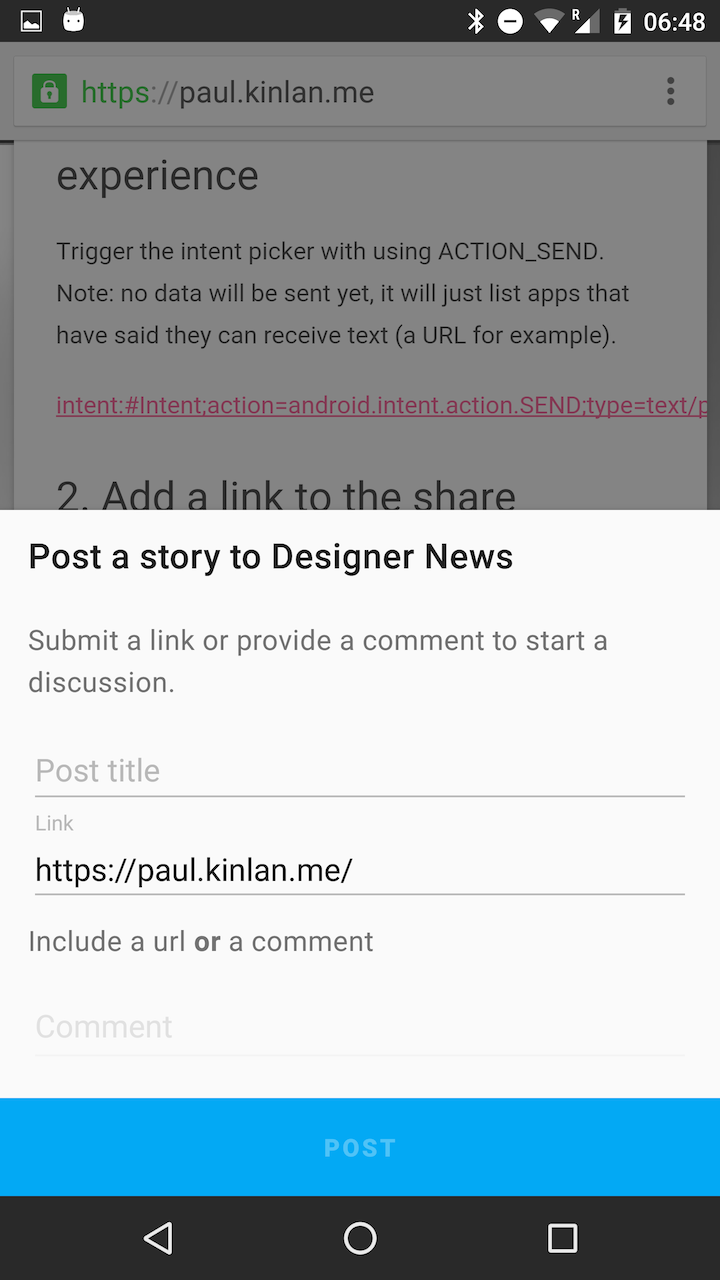 R
06:48
https://paul.kinlan.me
experience
Trigger the intent picker with using ACTION_SEND.
Note: no data will be sent yet, it will just list apps that
have said they can receive text (a URL for example).
intent:#Intent;action=android.intent.action.SEND;type=text/p
2. Add a link to the share
Post a story to Designer News
Submit a link or provide a comment to start a
discussion.
Post title
Link
https://paul.kinlan.me/
Include a url or a comment
Comment
POST